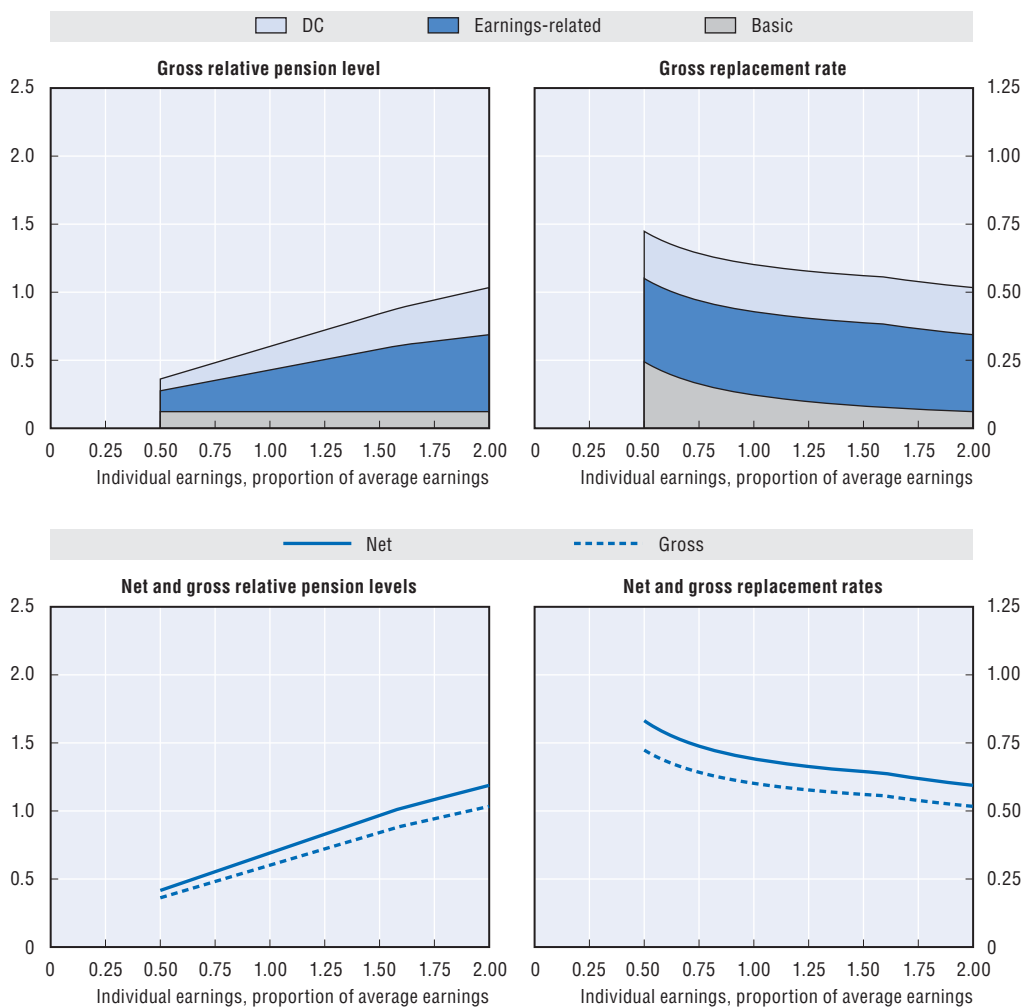 DC Earnings-related Basic
Gross relative pension level
2.5
2.0
1.5
1.0
0.5
0
0 0.25 0.50 0.75 1.00 1.25 1.50 1.75 2.00
Individual earnings, proportion of average earnings
Gross replacement rate
1.25
1.00
0.75
0.50
0.25
0
0 0.25 0.50 0.75 1.00 1.25 1.50 1.75 2.00
Individual earnings, proportion of average earnings
Net Gross
Net and gross relative pension levels
2.5
2.0
1.5
1.0
0.5
0
0 0.25 0.50 0.75 1.00 1.25 1.50 1.75 2.00
Individual earnings, proportion of average earnings
Net and gross replacement rates
1.25
1.00
0.75
0.50
0.25
0
0 0.25 0.50 0.75 1.00 1.25 1.50 1.75 2.00
Individual earnings, proportion of average earnings